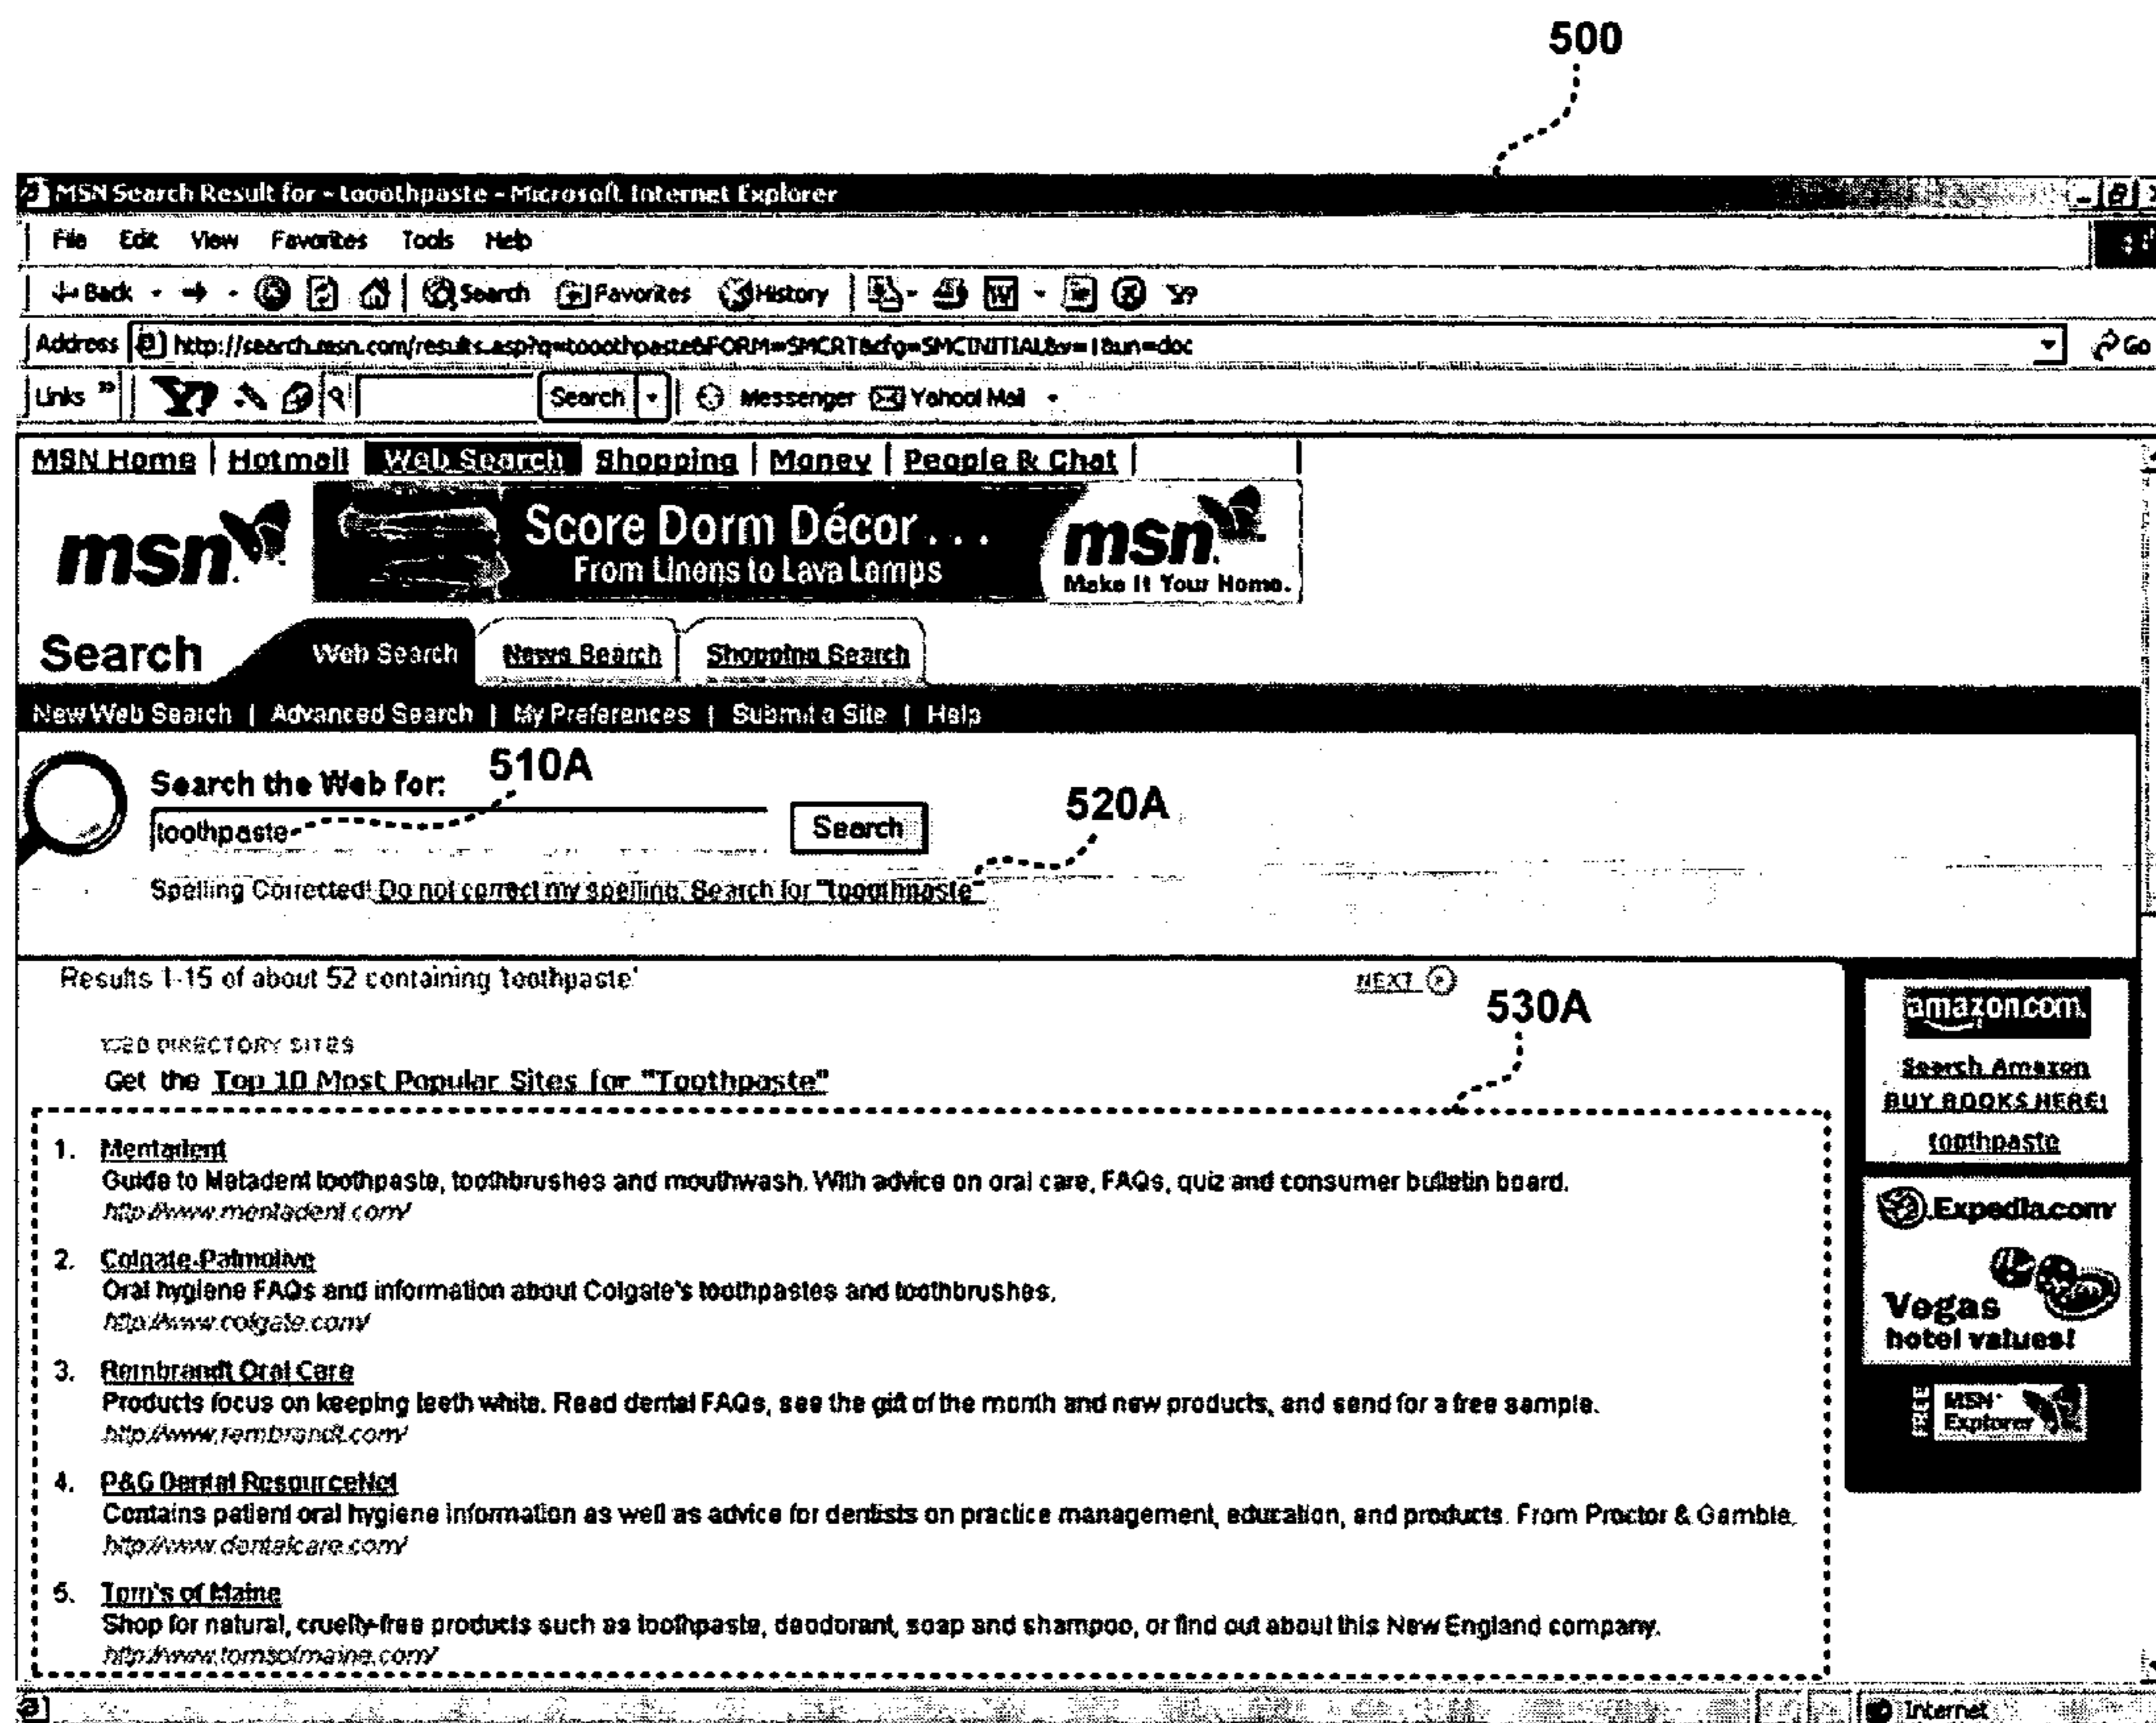 500
MSN Search Result for - tooothpaste - Microsoft Internet Explorer
File Edit View Favorites Tools Help
Back Search Favorites History
Address http://search.msn.com/results.asp?q=tooothpaste&FORM=SMCRT&cfg=SMCINITIAL&v=1&un=doc Go
Links » Y? Search Messenger Yahoo! Mail
MSN Home | Hotmail Web Search Shopping | Money | People & Chat |
msn Score Dorm Décor... msn
From Linens to Lava Lamps Make It Your Home.
Search Web Search News Search Shopping Search
New Web Search | Advanced Search | My Preferences | Submit a Site | Help
Search the Web for: 510A
520A
toothpaste Search
Spelling Corrected! Do not correct my spelling. Search for "tooothpaste"
Results 1-15 of about 52 containing 'toothpaste' NEXT
530A
WEB DIRECTORY SITES
Get the Top 10 Most Popular Sites for "Toothpaste"
1. Mentadent
Guide to Metadent toothpaste, toothbrushes and mouthwash. With advice on oral care, FAQs, quiz and consumer bulletin board.
http://www.mentadent.com/
2. Colgate-Palmolive
Oral hygiene FAQs and information about Colgate's toothpastes and toothbrushes.
http://www.colgate.com/
3. Rembrandt Oral Care
Products focus on keeping teeth white. Read dental FAQs, see the gift of the month and new products, and send for a free sample.
http://www.rembrandt.com/
4. P&G Dental ResourceNet
Contains patient oral hygiene information as well as advice for dentists on practice management, education, and products. From Proctor & Gamble.
http://www.dentalcare.com/
5. Tom's of Maine
Shop for natural, cruelty-free products such as toothpaste, deodorant, soap and shampoo, or find out about this New England company.
http://www.tomsofmaine.com/
amazon.com.
Search Amazon
BUY BOOKS HERE!
toothpaste
Expedia.com
Vegas
hotel values!
FREE MSN Explorer
Internet